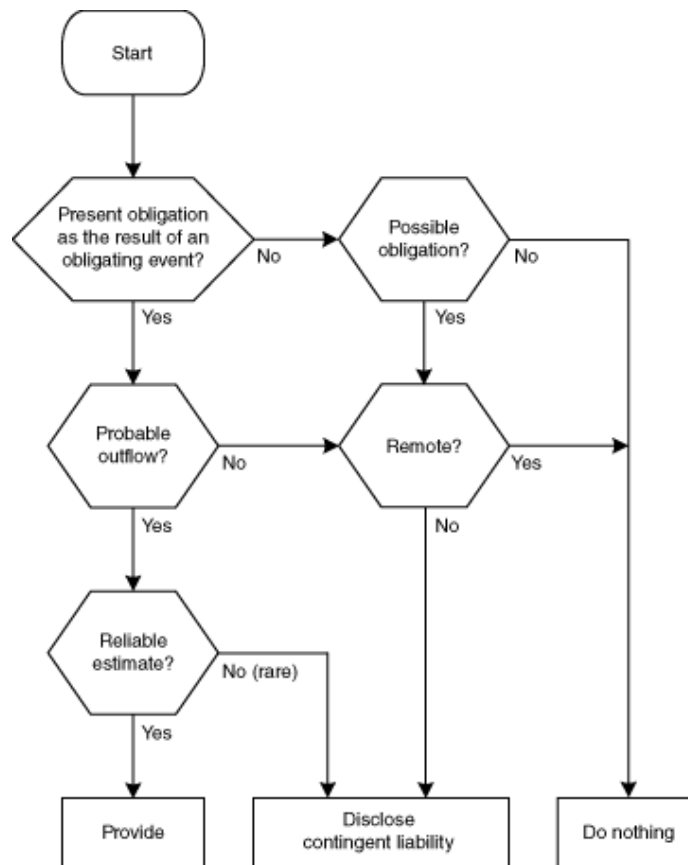 Start
Present obligation
as the result of an
obligating event?
No
Possible
obligation?
No
Yes
Yes
Probable
outflow?
No
Remote?
Yes
Yes
No
Reliable
estimate?
No (rare)
Yes
Provide
Disclose
contingent liability
Do nothing